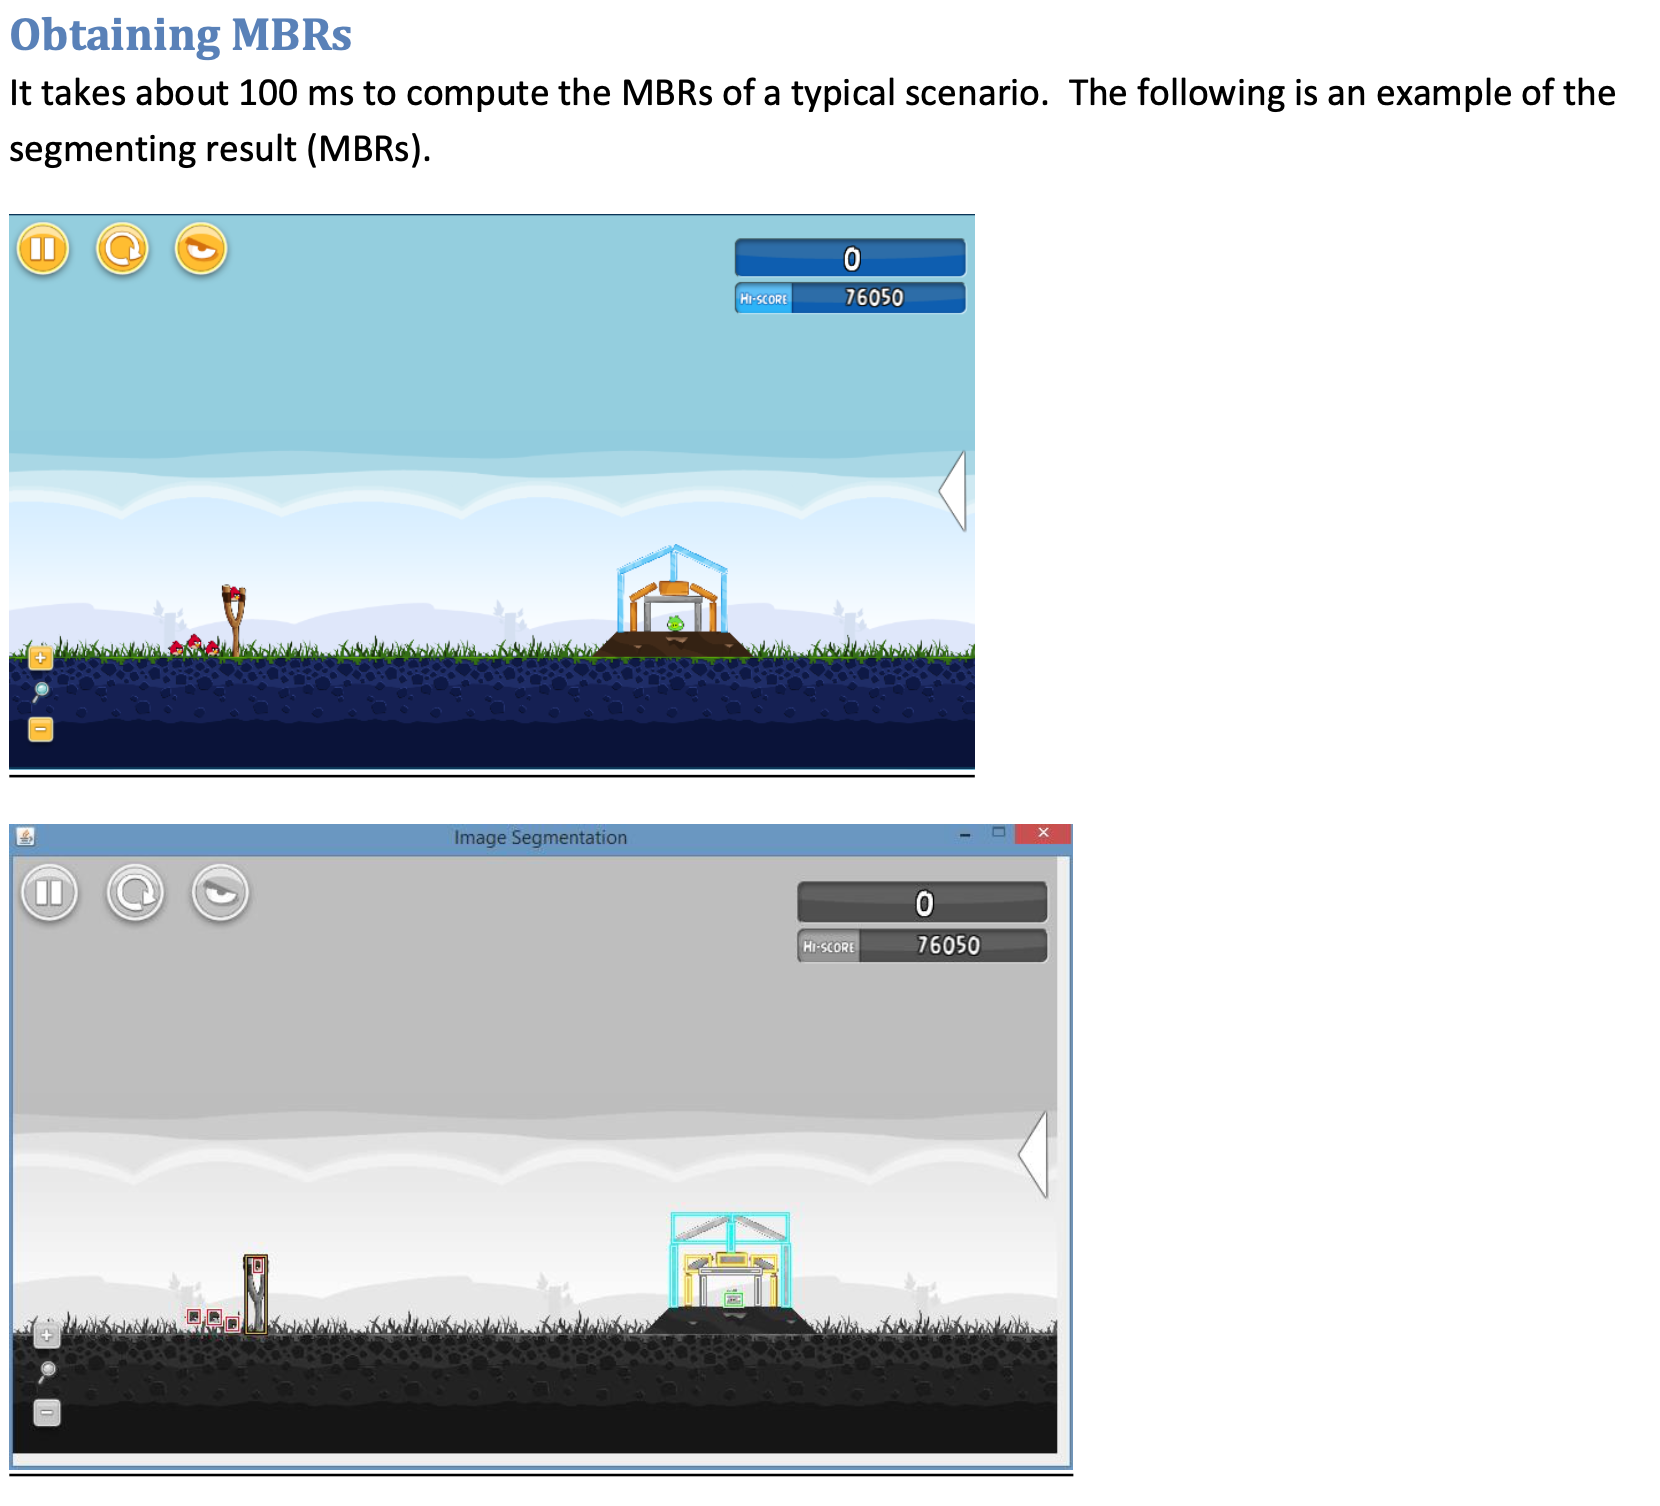 Obtaining MBRs
It takes about 100 ms to compute the MBRs of a typical scenario. The following is an example of the
segmenting result (MBRs).
0
HI-SCORE 76050
Image Segmentation
0
HI-SCORE 76050